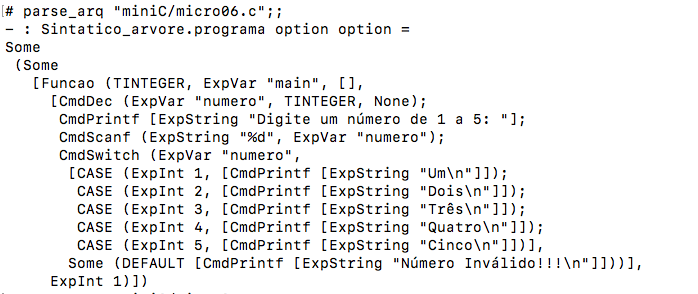 # parse_arq "miniC/micro06.c";;
- : Sintatico_arvore.programa option option =
Some
 (Some
   [Funcao (TINTEGER, ExpVar "main", [],
     [CmdDec (ExpVar "numero", TINTEGER, None);
      CmdPrintf [ExpString "Digite um número de 1 a 5: "];
      CmdScanf (ExpString "%d", ExpVar "numero");
      CmdSwitch (ExpVar "numero",
       [CASE (ExpInt 1, [CmdPrintf [ExpString "Um\n"]]);
        CASE (ExpInt 2, [CmdPrintf [ExpString "Dois\n"]]);
        CASE (ExpInt 3, [CmdPrintf [ExpString "Três\n"]]);
        CASE (ExpInt 4, [CmdPrintf [ExpString "Quatro\n"]]);
        CASE (ExpInt 5, [CmdPrintf [ExpString "Cinco\n"]])],
       Some (DEFAULT [CmdPrintf [ExpString "Número Inválido!!!\n"]]))],
     ExpInt 1)])